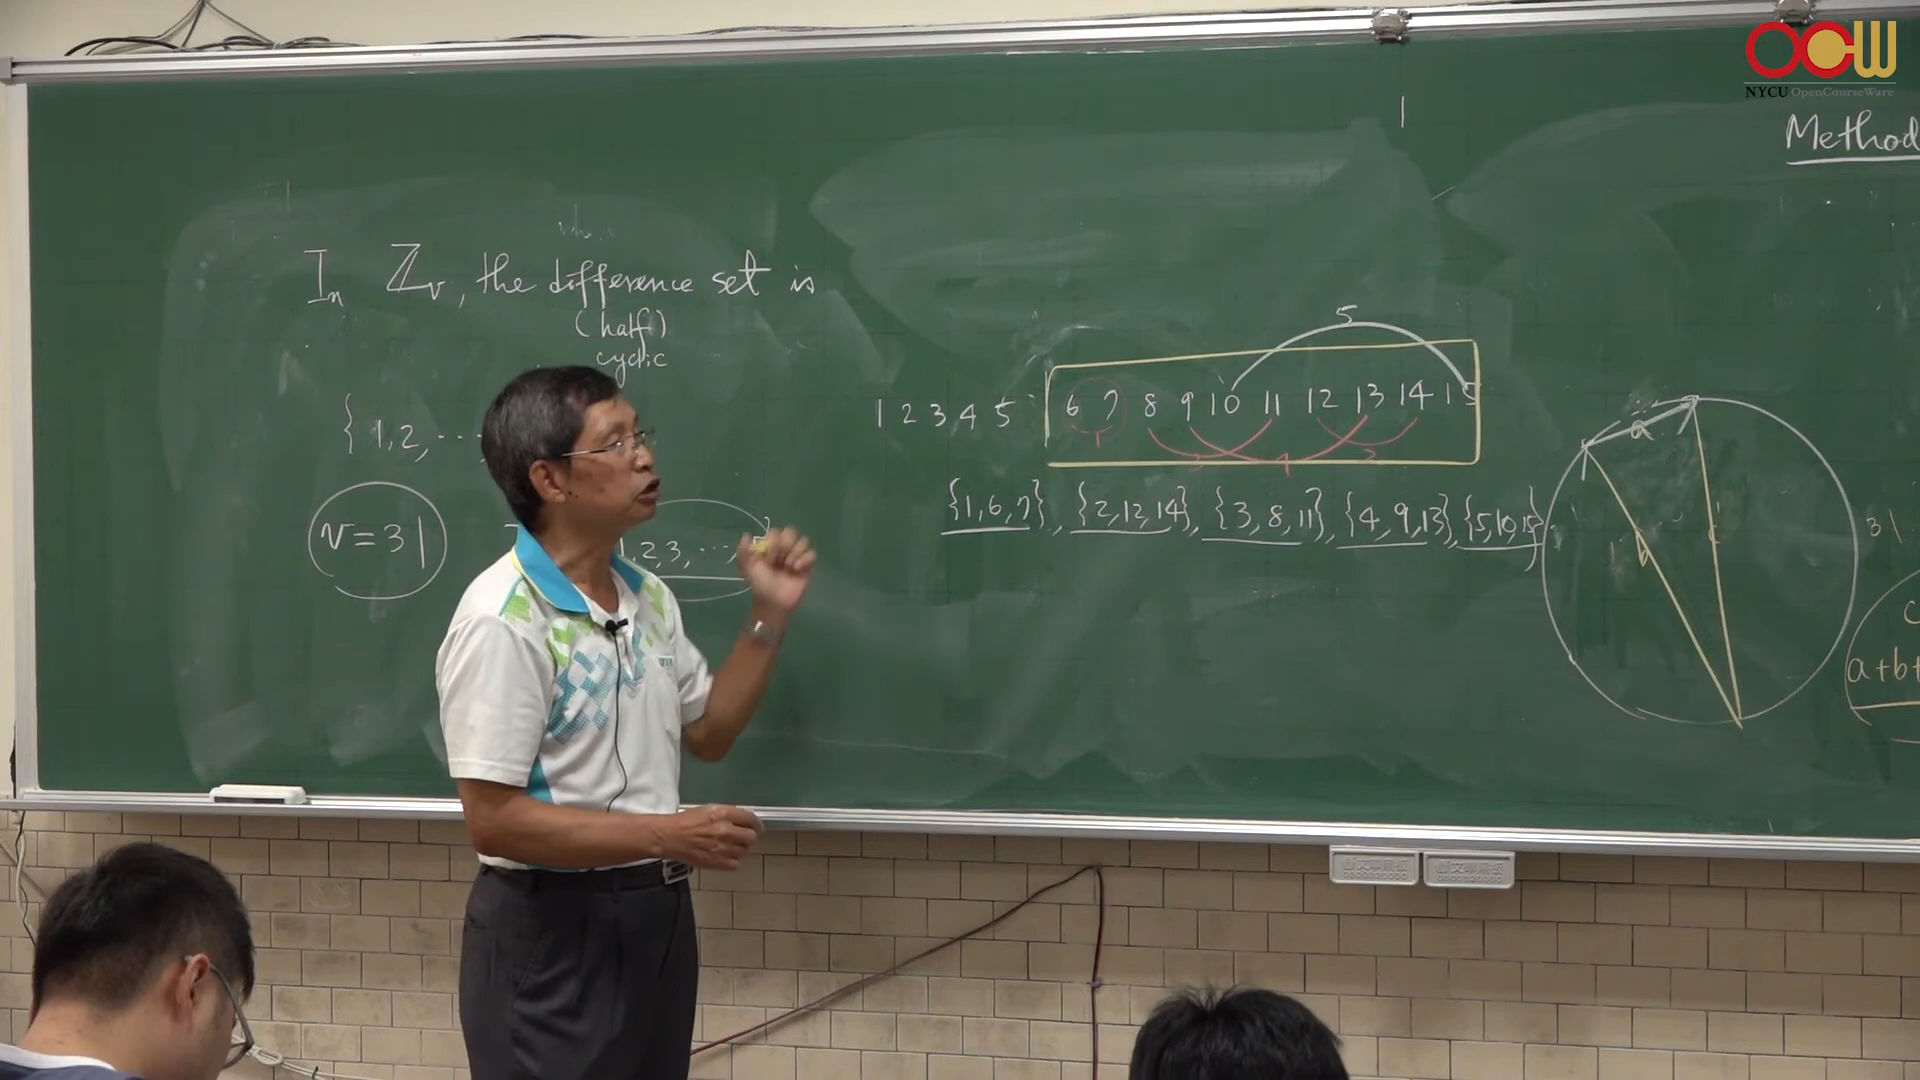 OCW
NYCU OpenCourseWare
Method
In ℤv, the difference set is
(half)
cyclic
{1,2, ...
v=31
1,2,3, ...,
1 2 3 4 5 6 7 8 9 10 11 12 13 14 15
5
{1,6,7}, {2,12,14}, {3,8,11}, {4,9,13}, {5,10,15}
a
b
c
31
c
a+b+